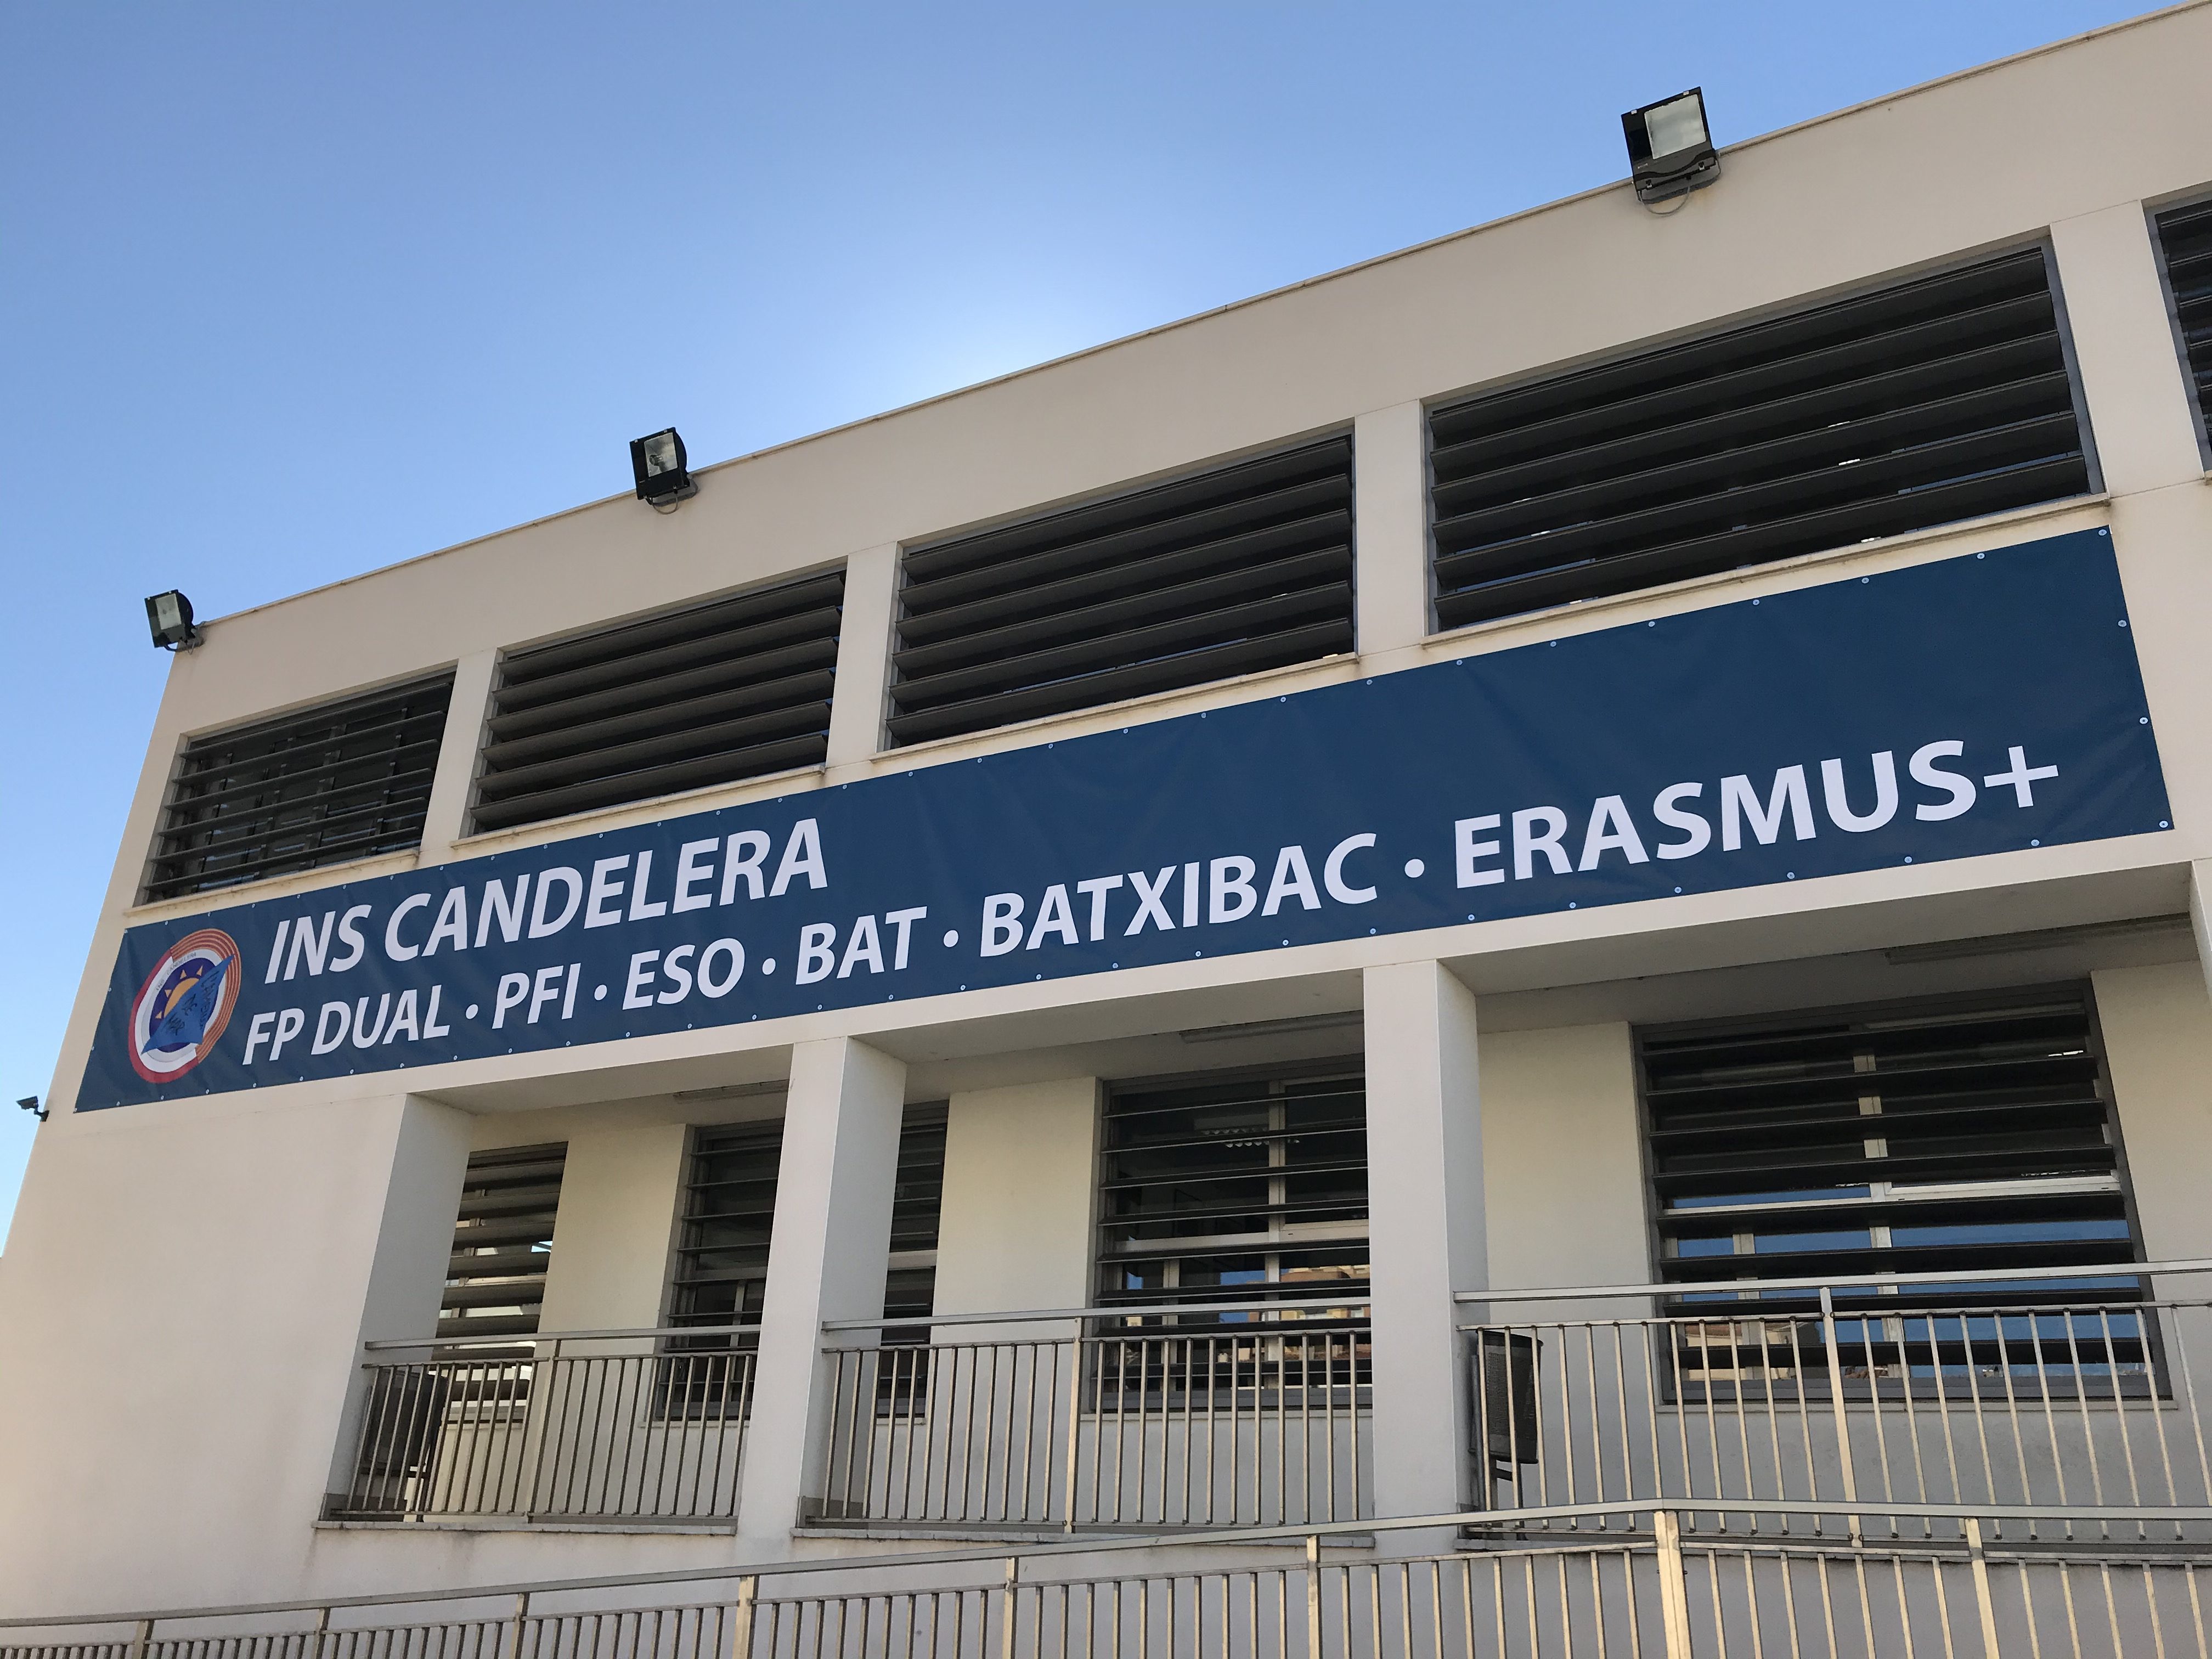 INS CANDELERA
FP DUAL · PFI · ESO · BAT · BATXIBAC · ERASMUS+